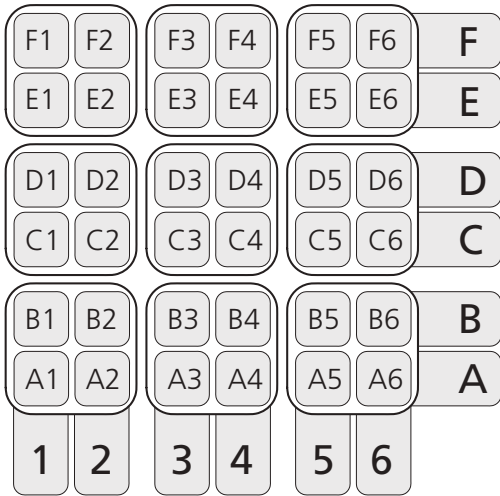 F1 F2 F3 F4 F5 F6 F
E1 E2 E3 E4 E5 E6 E
D1 D2 D3 D4 D5 D6 D
C1 C2 C3 C4 C5 C6 C
B1 B2 B3 B4 B5 B6 B
A1 A2 A3 A4 A5 A6 A
1 2 3 4 5 6